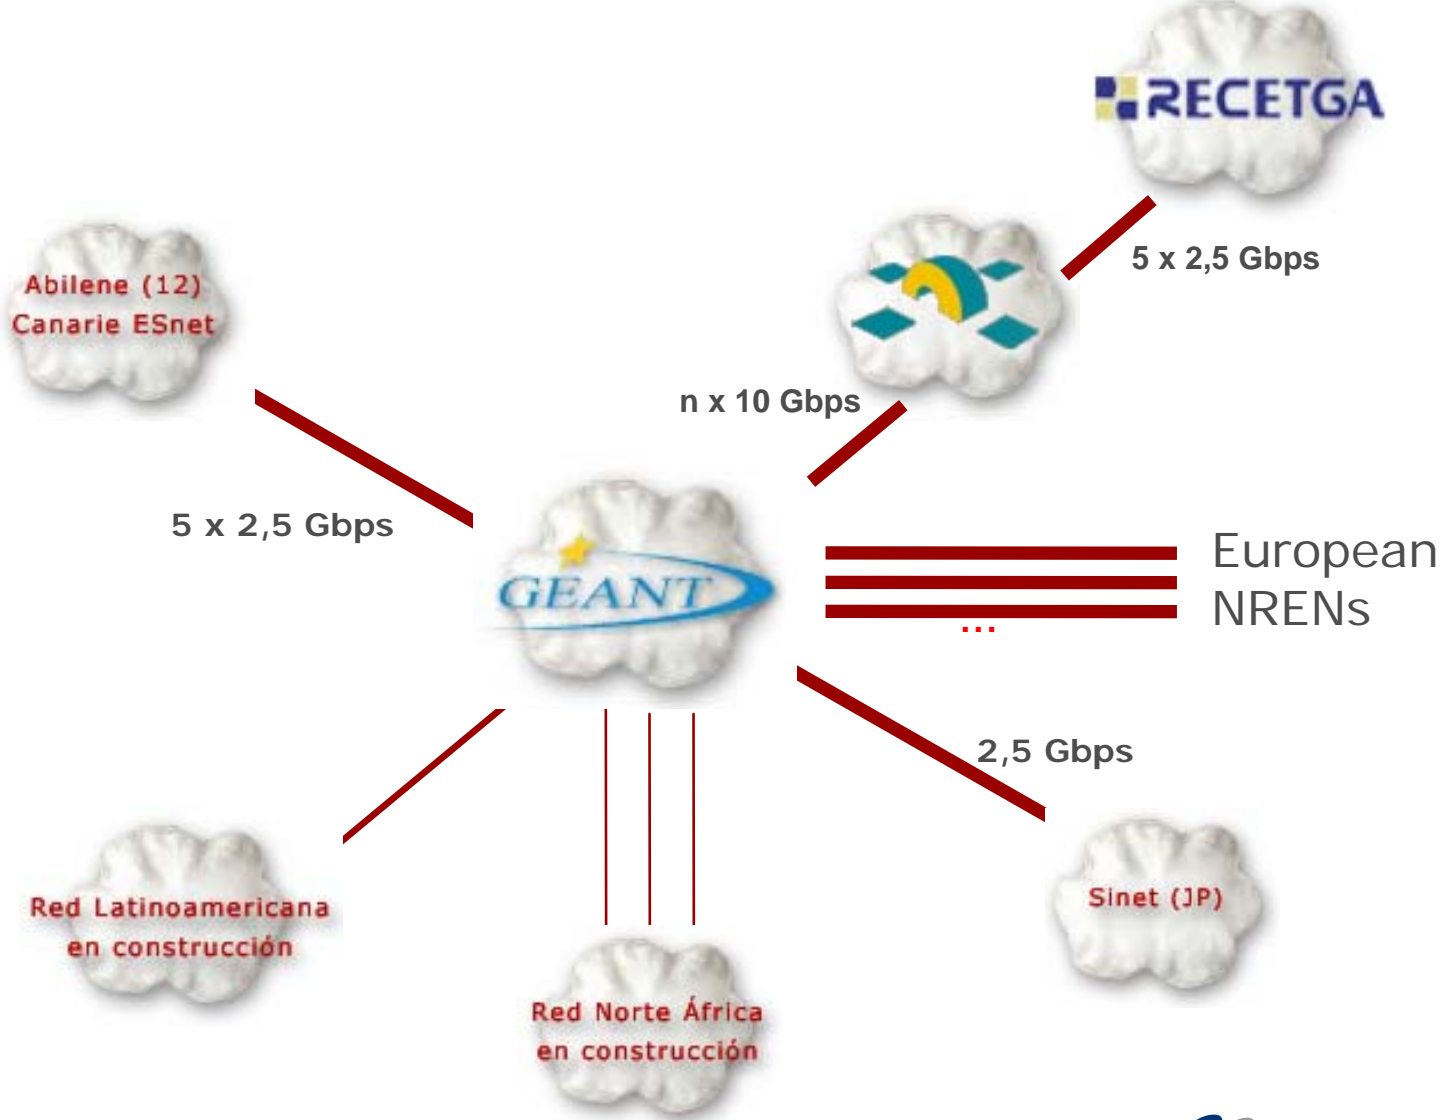 RECETGA
5 x 2,5 Gbps
Abilene (12)
Canarie ESnet
n x 10 Gbps
5 x 2,5 Gbps
GEANT
European
NRENs
...
2,5 Gbps
Red Latinoamericana
en construcción
Sinet (JP)
Red Norte África
en construcción